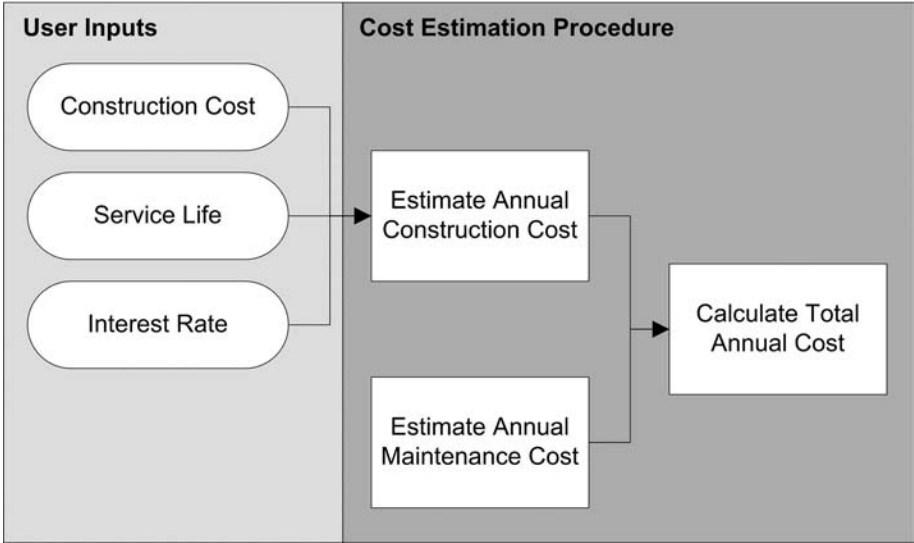 User Inputs
Construction Cost
Service Life
Interest Rate
Cost Estimation Procedure
Estimate Annual
Construction Cost
Estimate Annual
Maintenance Cost
Calculate Total
Annual Cost